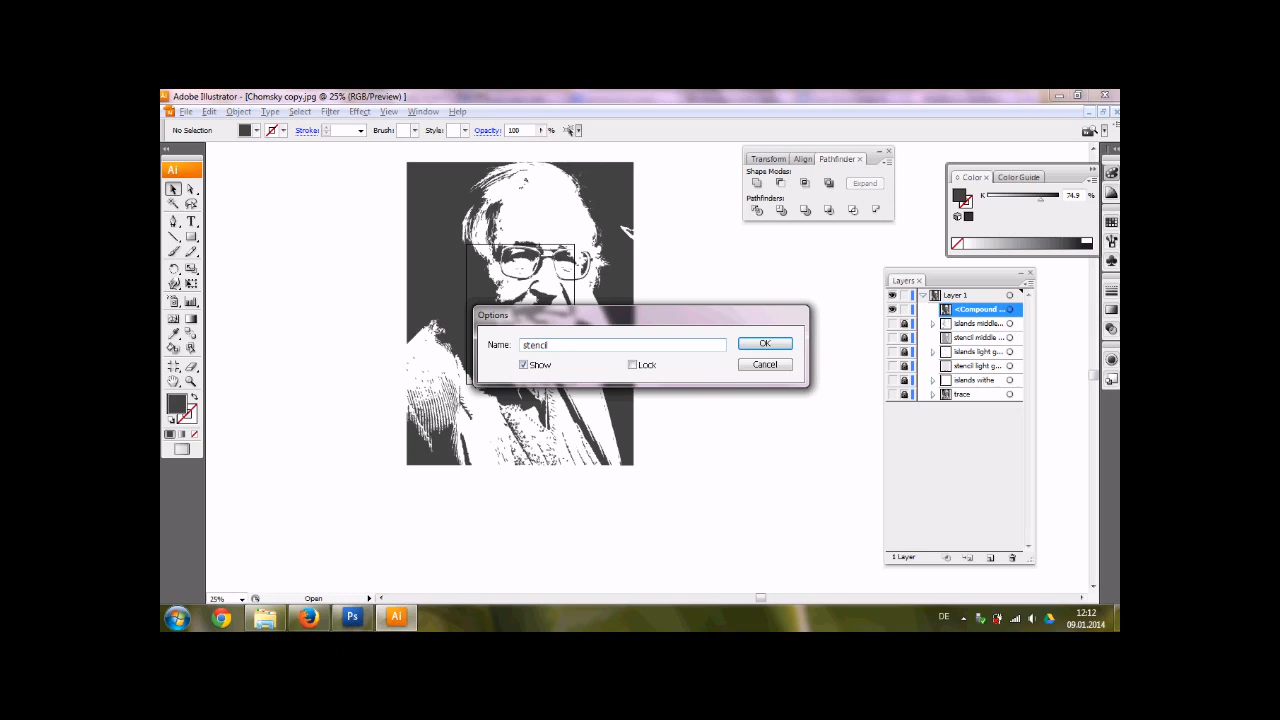 Adobe Illustrator - [Chomsky copy.jpg @ 25% (RGB/Preview) ]
File Edit Object Type Select Filter Effect View Window Help
No Selection Stroke: Brush: Style: Opacity: 100 %
Ai
Transform Align Pathfinder x
Shape Modes:
Expand
Pathfinders:
Color x Color Guide
K 74.9 %
Layers x
Layer 1
<Compound ...
islands middle...
stencil middle ...
islands light g...
stencil light g...
islands withe
trace
1 Layer
Options
Name: stencil
OK
Show
Lock
Cancel
25% Open
Ps Ai
DE
12:12
09.01.2014